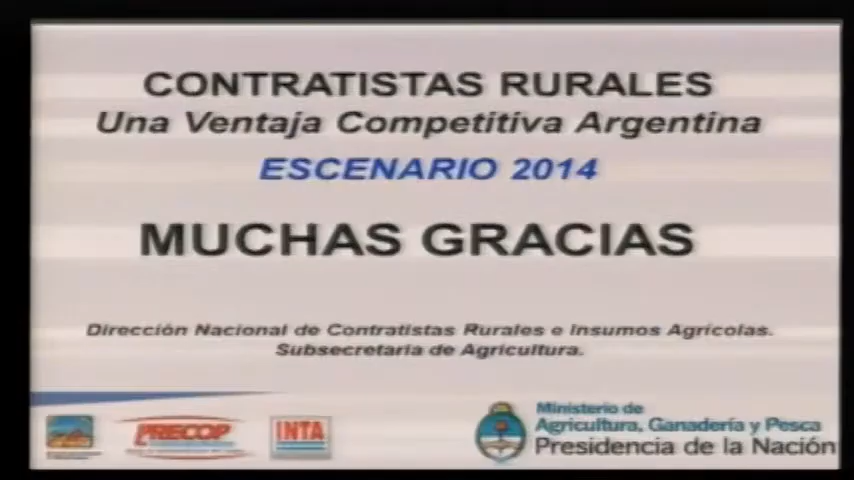 CONTRATISTAS RURALES
Una Ventaja Competitiva Argentina
ESCENARIO 2014
MUCHAS GRACIAS
Dirección Nacional de Contratistas Rurales e Insumos Agrícolas.
Subsecretaría de Agricultura.
PRECOP
INTA
Ministerio de
Agricultura, Ganadería y Pesca
Presidencia de la Nación